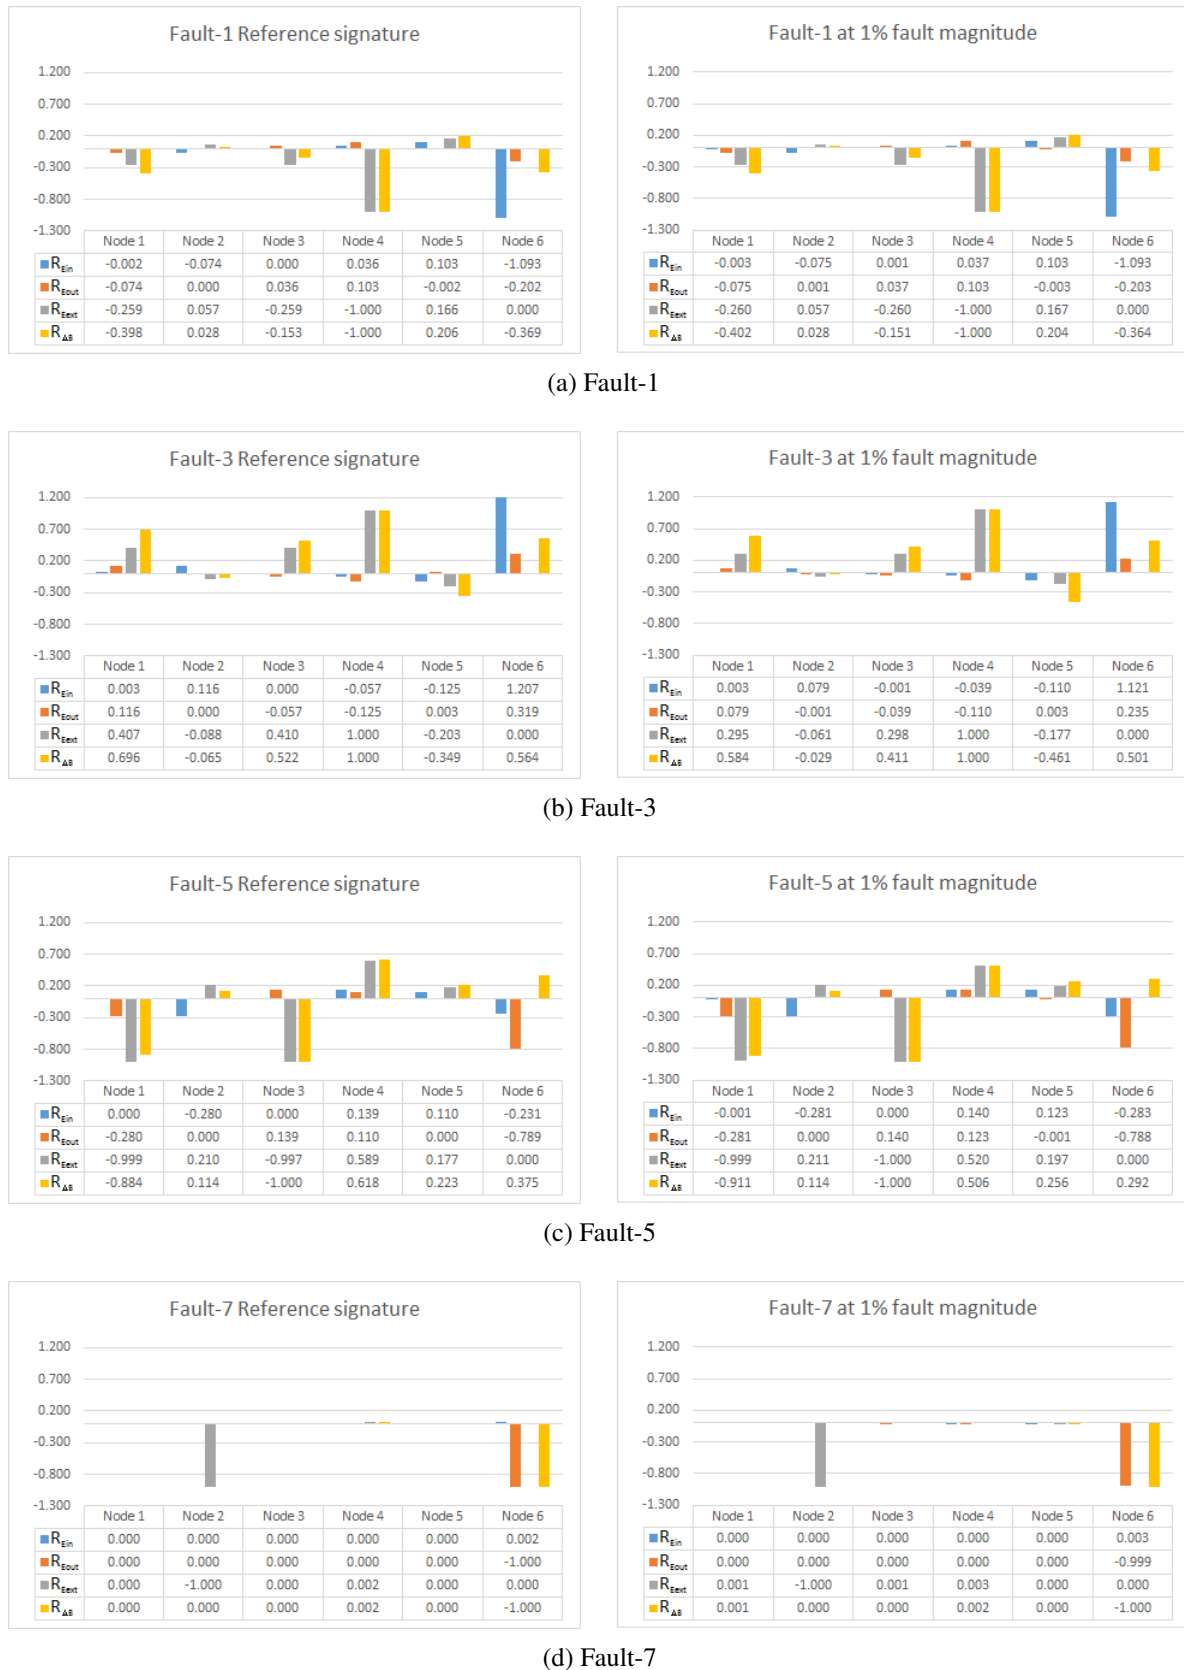 Fault-1 Reference signature
1.200
0.700
0.200
-0.300
-0.800
-1.300
Node 1 Node 2 Node 3 Node 4 Node 5 Node 6
R_Ein -0.002 -0.074 0.000 0.036 0.103 -1.093
R_Eout -0.074 0.000 0.036 0.103 -0.002 -0.202
R_Eext -0.259 0.057 -0.259 -1.000 0.166 0.000
R_ΔB -0.398 0.028 -0.153 -1.000 0.206 -0.369
Fault-1 at 1% fault magnitude
1.200
0.700
0.200
-0.300
-0.800
-1.300
Node 1 Node 2 Node 3 Node 4 Node 5 Node 6
R_Ein -0.003 -0.075 0.001 0.037 0.103 -1.093
R_Eout -0.075 0.001 0.037 0.103 -0.003 -0.203
R_Eext -0.260 0.057 -0.260 -1.000 0.167 0.000
R_ΔB -0.402 0.028 -0.151 -1.000 0.204 -0.364
(a) Fault-1
Fault-3 Reference signature
1.200
0.700
0.200
-0.300
-0.800
-1.300
Node 1 Node 2 Node 3 Node 4 Node 5 Node 6
R_Ein 0.003 0.116 0.000 -0.057 -0.125 1.207
R_Eout 0.116 0.000 -0.057 -0.125 0.003 0.319
R_Eext 0.407 -0.088 0.410 1.000 -0.203 0.000
R_ΔB 0.696 -0.065 0.522 1.000 -0.349 0.564
Fault-3 at 1% fault magnitude
1.200
0.700
0.200
-0.300
-0.800
-1.300
Node 1 Node 2 Node 3 Node 4 Node 5 Node 6
R_Ein 0.003 0.079 -0.001 -0.039 -0.110 1.121
R_Eout 0.079 -0.001 -0.039 -0.110 0.003 0.235
R_Eext 0.295 -0.061 0.298 1.000 -0.177 0.000
R_ΔB 0.584 -0.029 0.411 1.000 -0.461 0.501
(b) Fault-3
Fault-5 Reference signature
1.200
0.700
0.200
-0.300
-0.800
-1.300
Node 1 Node 2 Node 3 Node 4 Node 5 Node 6
R_Ein 0.000 -0.280 0.000 0.139 0.110 -0.231
R_Eout -0.280 0.000 0.139 0.110 0.000 -0.789
R_Eext -0.999 0.210 -0.997 0.589 0.177 0.000
R_ΔB -0.884 0.114 -1.000 0.618 0.223 0.375
Fault-5 at 1% fault magnitude
1.200
0.700
0.200
-0.300
-0.800
-1.300
Node 1 Node 2 Node 3 Node 4 Node 5 Node 6
R_Ein -0.001 -0.281 0.000 0.140 0.123 -0.283
R_Eout -0.281 0.000 0.140 0.123 -0.001 -0.788
R_Eext -0.999 0.211 -1.000 0.520 0.197 0.000
R_ΔB -0.911 0.114 -1.000 0.506 0.256 0.292
(c) Fault-5
Fault-7 Reference signature
1.200
0.700
0.200
-0.300
-0.800
-1.300
Node 1 Node 2 Node 3 Node 4 Node 5 Node 6
R_Ein 0.000 0.000 0.000 0.000 0.000 0.002
R_Eout 0.000 0.000 0.000 0.000 0.000 -1.000
R_Eext 0.000 -1.000 0.000 0.002 0.000 0.000
R_ΔB 0.000 0.000 0.000 0.002 0.000 -1.000
Fault-7 at 1% fault magnitude
1.200
0.700
0.200
-0.300
-0.800
-1.300
Node 1 Node 2 Node 3 Node 4 Node 5 Node 6
R_Ein 0.000 0.000 0.000 0.000 0.000 0.003
R_Eout 0.000 0.000 0.000 0.000 0.000 -0.999
R_Eext 0.001 -1.000 0.001 0.003 0.000 0.000
R_ΔB 0.001 0.000 0.000 0.002 0.000 -1.000
(d) Fault-7